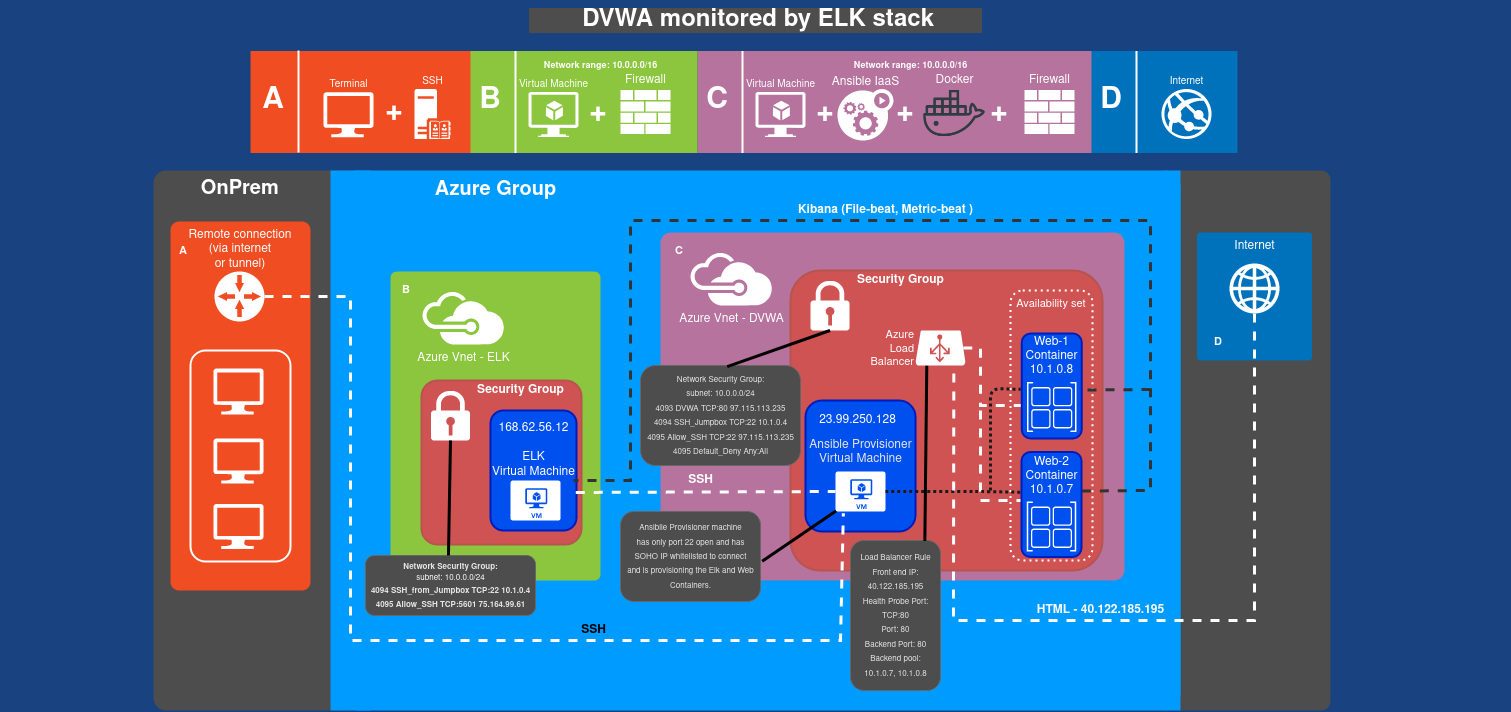 DVWA monitored by ELK stack
A
Terminal
+
SSH
B
Network range: 10.0.0.0/16
Virtual Machine
+
Firewall
C
Network range: 10.0.0.0/16
Virtual Machine
+
Ansible IaaS
+
Docker
+
Firewall
D
Internet
OnPrem
A
Remote connection
(via internet
or tunnel)
Azure Group
B
Azure Vnet - ELK
Security Group
168.62.56.12
ELK
Virtual Machine
VM
Network Security Group:
subnet: 10.0.0.0/24
4094 SSH_from_Jumpbox TCP:22 10.1.0.4
4095 Allow_SSH TCP:5601 75.164.99.61
Kibana (File-beat, Metric-beat )
C
Azure Vnet - DVWA
Security Group
Network Security Group:
subnet: 10.0.0.0/24
4093 DVWA TCP:80 97.115.113.235
4094 SSH_Jumpbox TCP:22 10.1.0.4
4095 Allow_SSH TCP:22 97.115.113.235
4095 Default_Deny Any:All
Azure
Load
Balancer
23.99.250.128
Ansible Provisioner
Virtual Machine
VM
Availability set
Web-1
Container
10.1.0.8
Web-2
Container
10.1.0.7
SSH
Ansiblie Provisioner machine
has only port 22 open and has
SOHO IP whitelisted to connect
and is provisioning the Elk and Web
Containers.
Load Balancer Rule
Front end IP:
40.122.185.195
Health Probe Port:
TCP:80
Port: 80
Backend Port: 80
Backend pool:
10.1.0.7, 10.1.0.8
SSH
HTML - 40.122.185.195
Internet
D